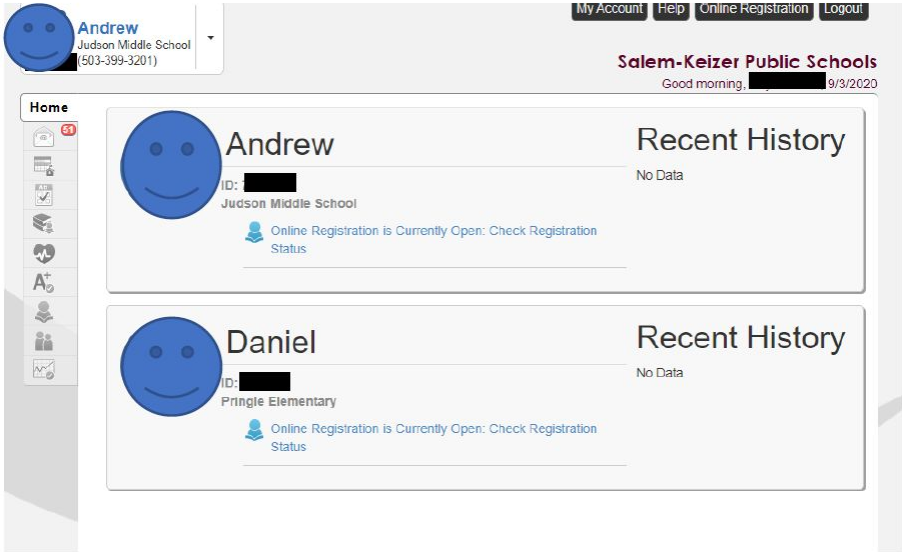 My Account Help Online Registration Logout
Andrew
Judson Middle School
(503-399-3201)
Salem-Keizer Public Schools
Good morning, 9/3/2020
Home
51
Andrew
Recent History
ID:
No Data
Judson Middle School
Online Registration is Currently Open: Check Registration
Status
A+
Daniel
Recent History
ID:
No Data
Pringle Elementary
Online Registration is Currently Open: Check Registration
Status